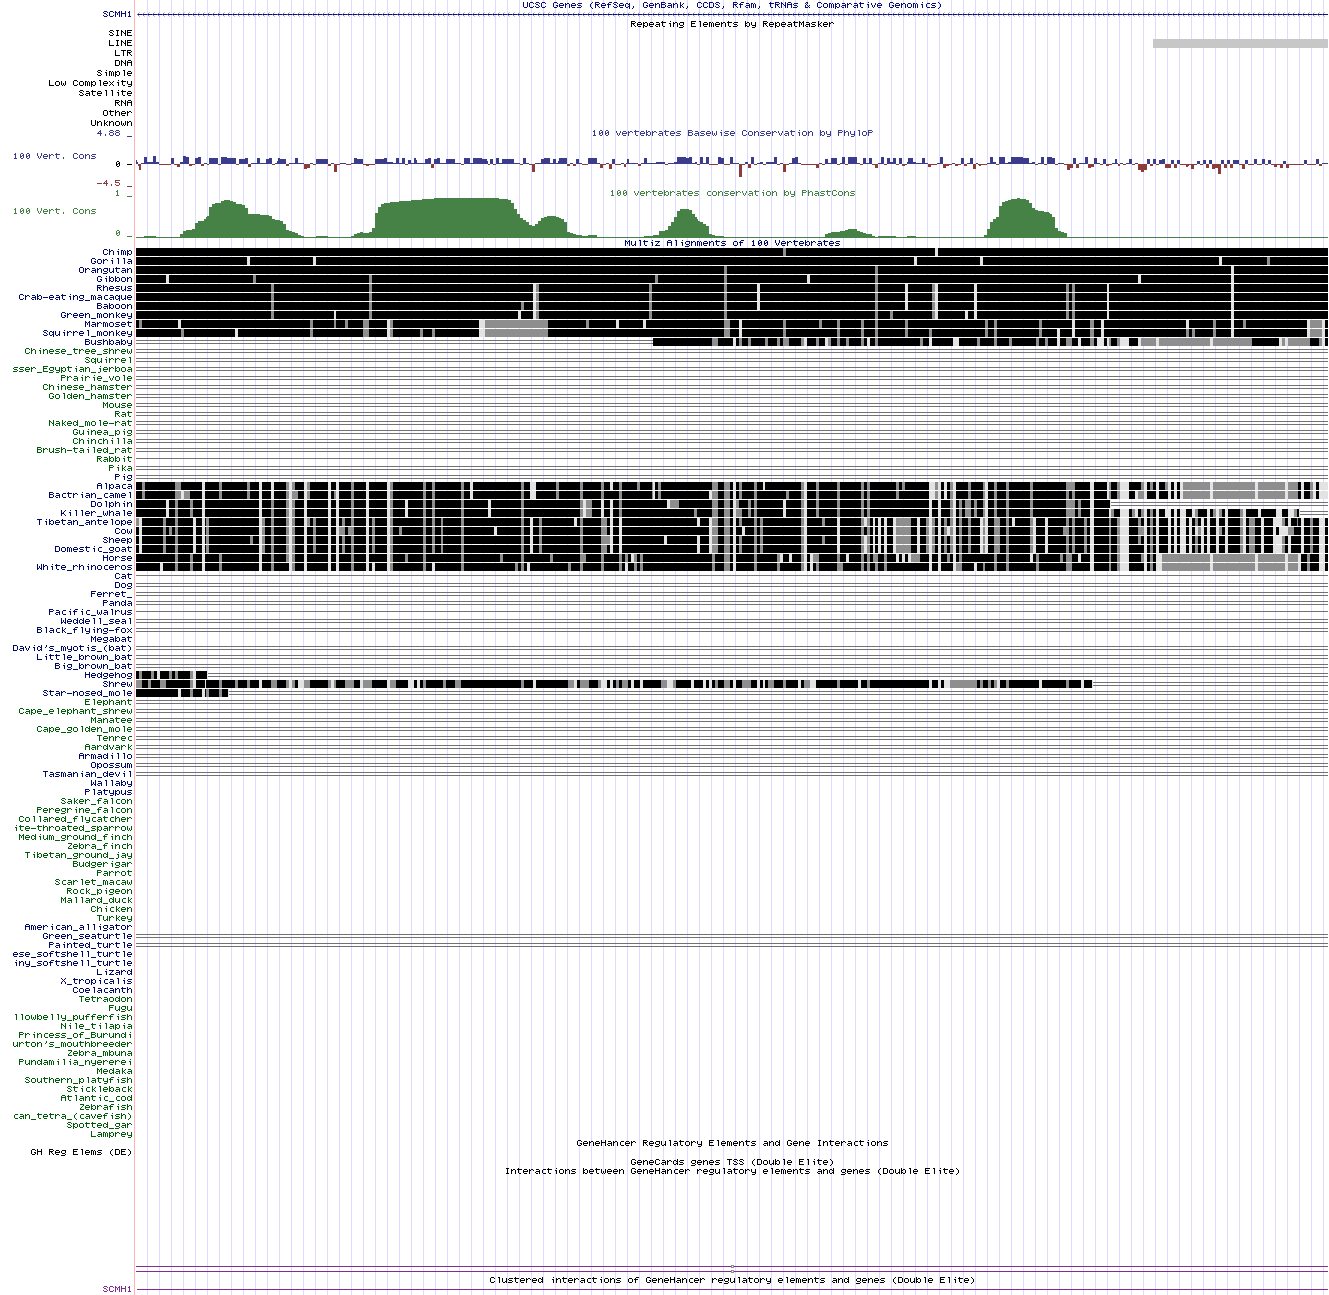 UCSC Genes (RefSeq, GenBank, CCDS, Rfam, tRNAs & Comparative Genomics)
SCMH1
Repeating Elements by RepeatMasker
SINE
LINE
LTR
DNA
Simple
Low Complexity
Satellite
RNA
Other
Unknown
4.88 _
100 vertebrates Basewise Conservation by PhyloP
100 Vert. Cons
0 _
-4.5 _
100 vertebrates conservation by PhastCons
1 _
100 Vert. Cons
0 _
Multiz Alignments of 100 Vertebrates
Chimp
Gorilla
Orangutan
Gibbon
Rhesus
Crab-eating_macaque
Baboon
Green_monkey
Marmoset
Squirrel_monkey
Bushbaby
Chinese_tree_shrew
Squirrel
sser_Egyptian_jerboa
Prairie_vole
Chinese_hamster
Golden_hamster
Mouse
Rat
Naked_mole-rat
Guinea_pig
Chinchilla
Brush-tailed_rat
Rabbit
Pika
Pig
Alpaca
Bactrian_camel
Dolphin
Killer_whale
Tibetan_antelope
Cow
Sheep
Domestic_goat
Horse
White_rhinoceros
Cat
Dog
Ferret_
Panda
Pacific_walrus
Weddell_seal
Black_flying-fox
Megabat
David's_myotis_(bat)
Little_brown_bat
Big_brown_bat
Hedgehog
Shrew
Star-nosed_mole
Elephant
Cape_elephant_shrew
Manatee
Cape_golden_mole
Tenrec
Aardvark
Armadillo
Opossum
Tasmanian_devil
Wallaby
Platypus
Saker_falcon
Peregrine_falcon
Collared_flycatcher
ite-throated_sparrow
Medium_ground_finch
Zebra_finch
Tibetan_ground_jay
Budgerigar
Parrot
Scarlet_macaw
Rock_pigeon
Mallard_duck
Chicken
Turkey
American_alligator
Green_seaturtle
Painted_turtle
ese_softshell_turtle
iny_softshell_turtle
Lizard
X_tropicalis
Coelacanth
Tetraodon
Fugu
llowbelly_pufferfish
Nile_tilapia
Princess_of_Burundi
urton's_mouthbreeder
Zebra_mbuna
Pundamilia_nyererei
Medaka
Southern_platyfish
Stickleback
Atlantic_cod
Zebrafish
can_tetra_(cavefish)
Spotted_gar
Lamprey
GeneHancer Regulatory Elements and Gene Interactions
GH Reg Elems (DE)
GeneCards genes TSS (Double Elite)
Interactions between GeneHancer regulatory elements and genes (Double Elite)
Clustered interactions of GeneHancer regulatory elements and genes (Double Elite)
SCMH1